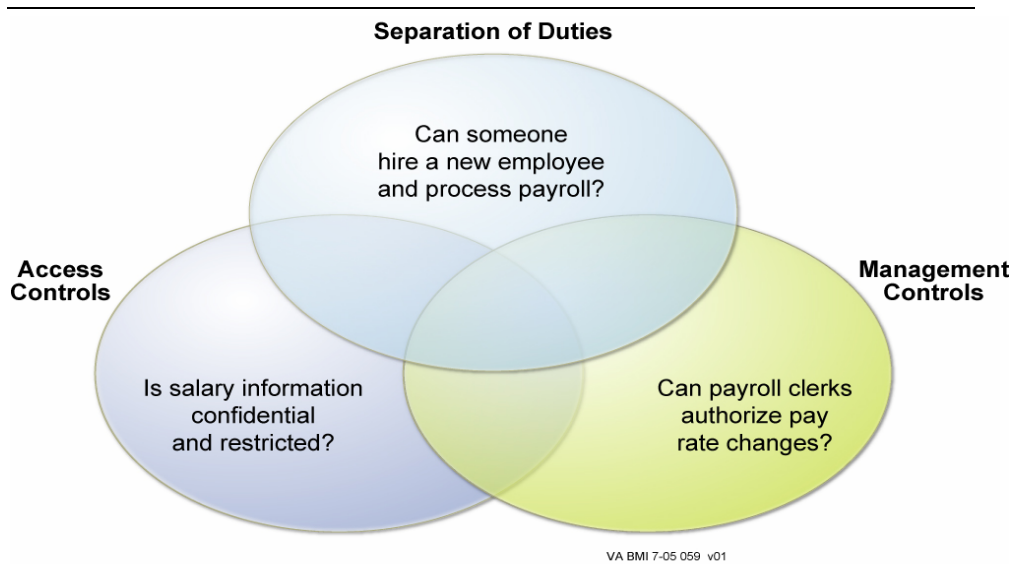 Separation of Duties
Can someone
hire a new employee
and process payroll?
Access
Controls
Management
Controls
Is salary information
confidential
and restricted?
Can payroll clerks
authorize pay
rate changes?
VA BMI 7-05 059 v01